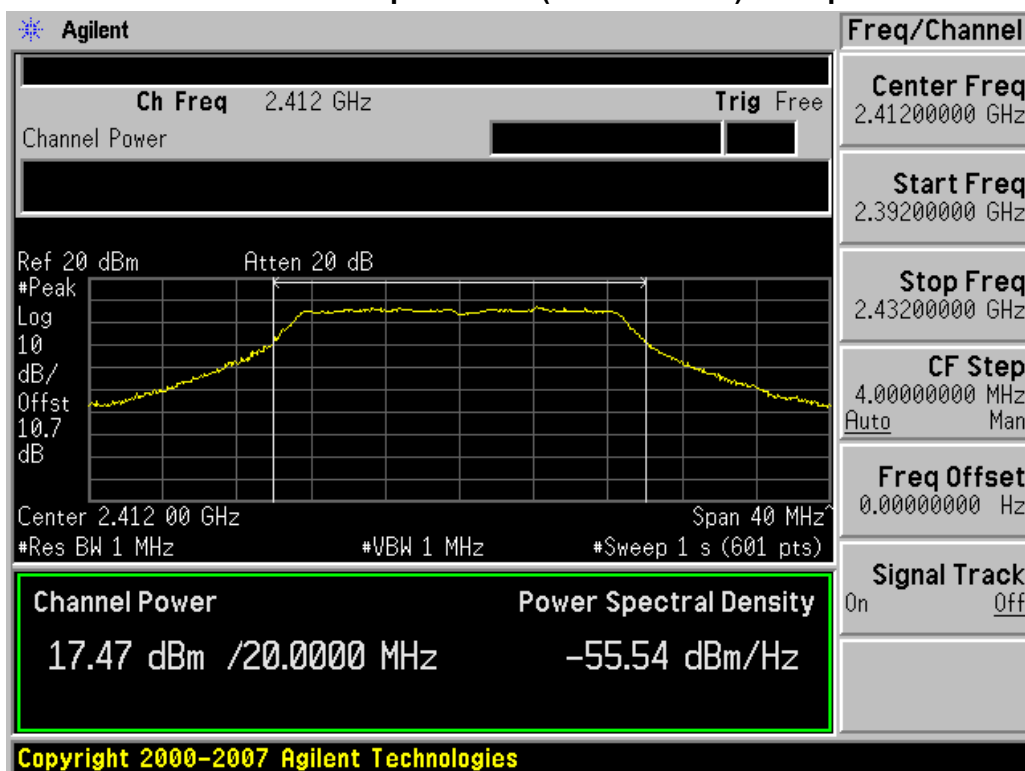 Agilent
Freq/Channel
Ch Freq 2.412 GHz Trig Free
Channel Power
Center Freq
2.41200000 GHz
Start Freq
2.39200000 GHz
Stop Freq
2.43200000 GHz
CF Step
4.00000000 MHz
Auto Man
Freq Offset
0.00000000 Hz
Signal Track
On Off
Ref 20 dBm Atten 20 dB
#Peak
Log
10
dB/
Offst
10.7
dB
Center 2.412 00 GHz Span 40 MHz^
#Res BW 1 MHz #VBW 1 MHz #Sweep 1 s (601 pts)
Channel Power Power Spectral Density
17.47 dBm /20.0000 MHz -55.54 dBm/Hz
Copyright 2000-2007 Agilent Technologies